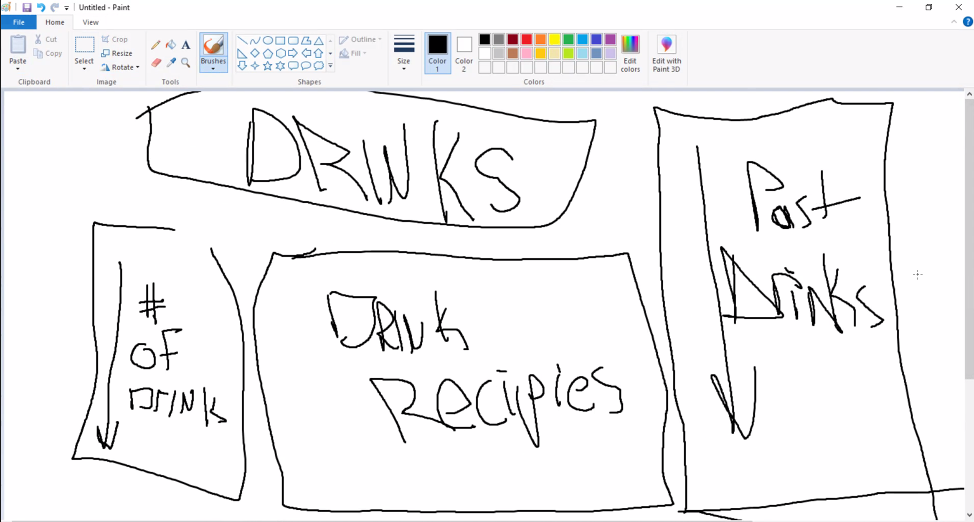 Untitled - Paint
File
Home
View
Paste
Cut
Copy
Clipboard
Select
Crop
Resize
Rotate
Image
Tools
Brushes
Shapes
Outline
Fill
Size
Color 1
Color 2
Colors
Edit colors
Edit with Paint 3D
DRINKS
#
OF
DRINK
DRINK
Recipies
Past
Drinks